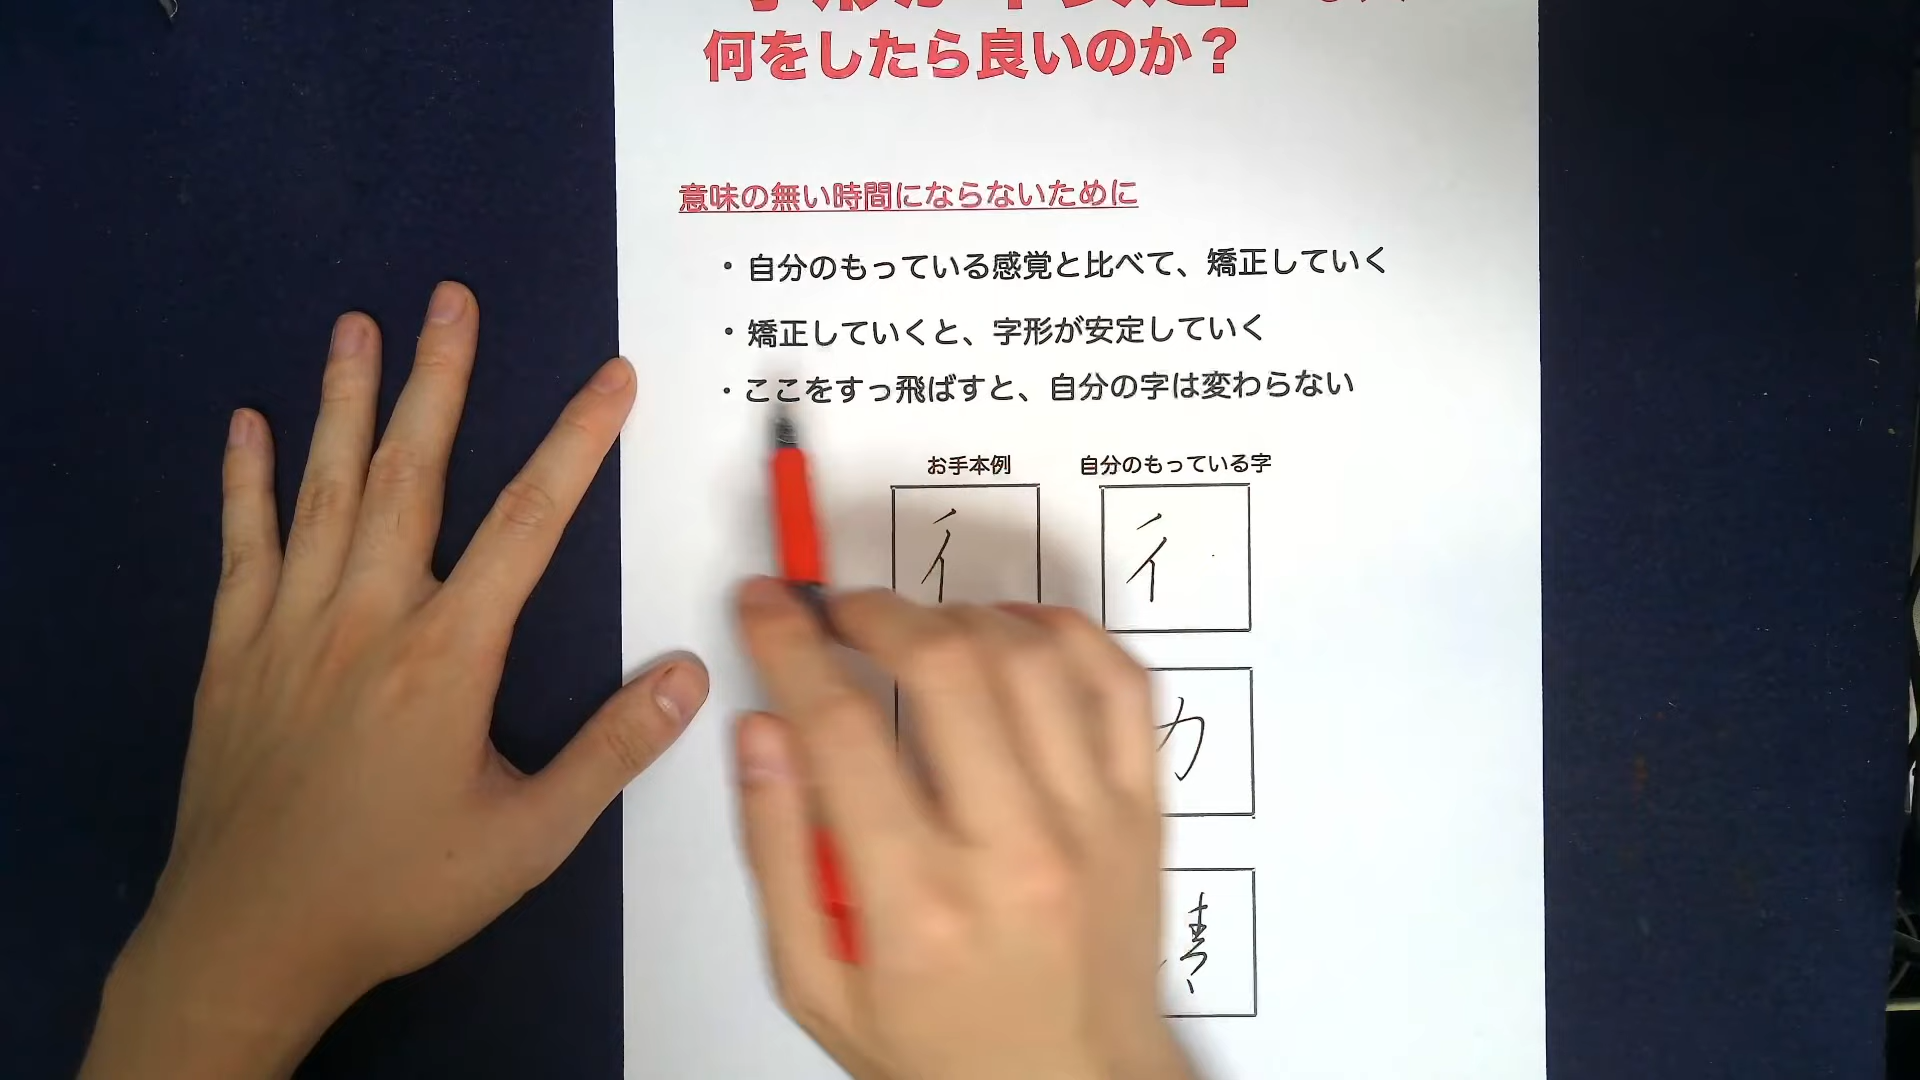 何をしたら良いのか？
意味の無い時間にならないために
・自分のもっている感覚と比べて、矯正していく
・矯正していくと、字形が安定していく
・ここをすっ飛ばすと、自分の字は変わらない
お手本例 自分のもっている字
彳 彳
カ